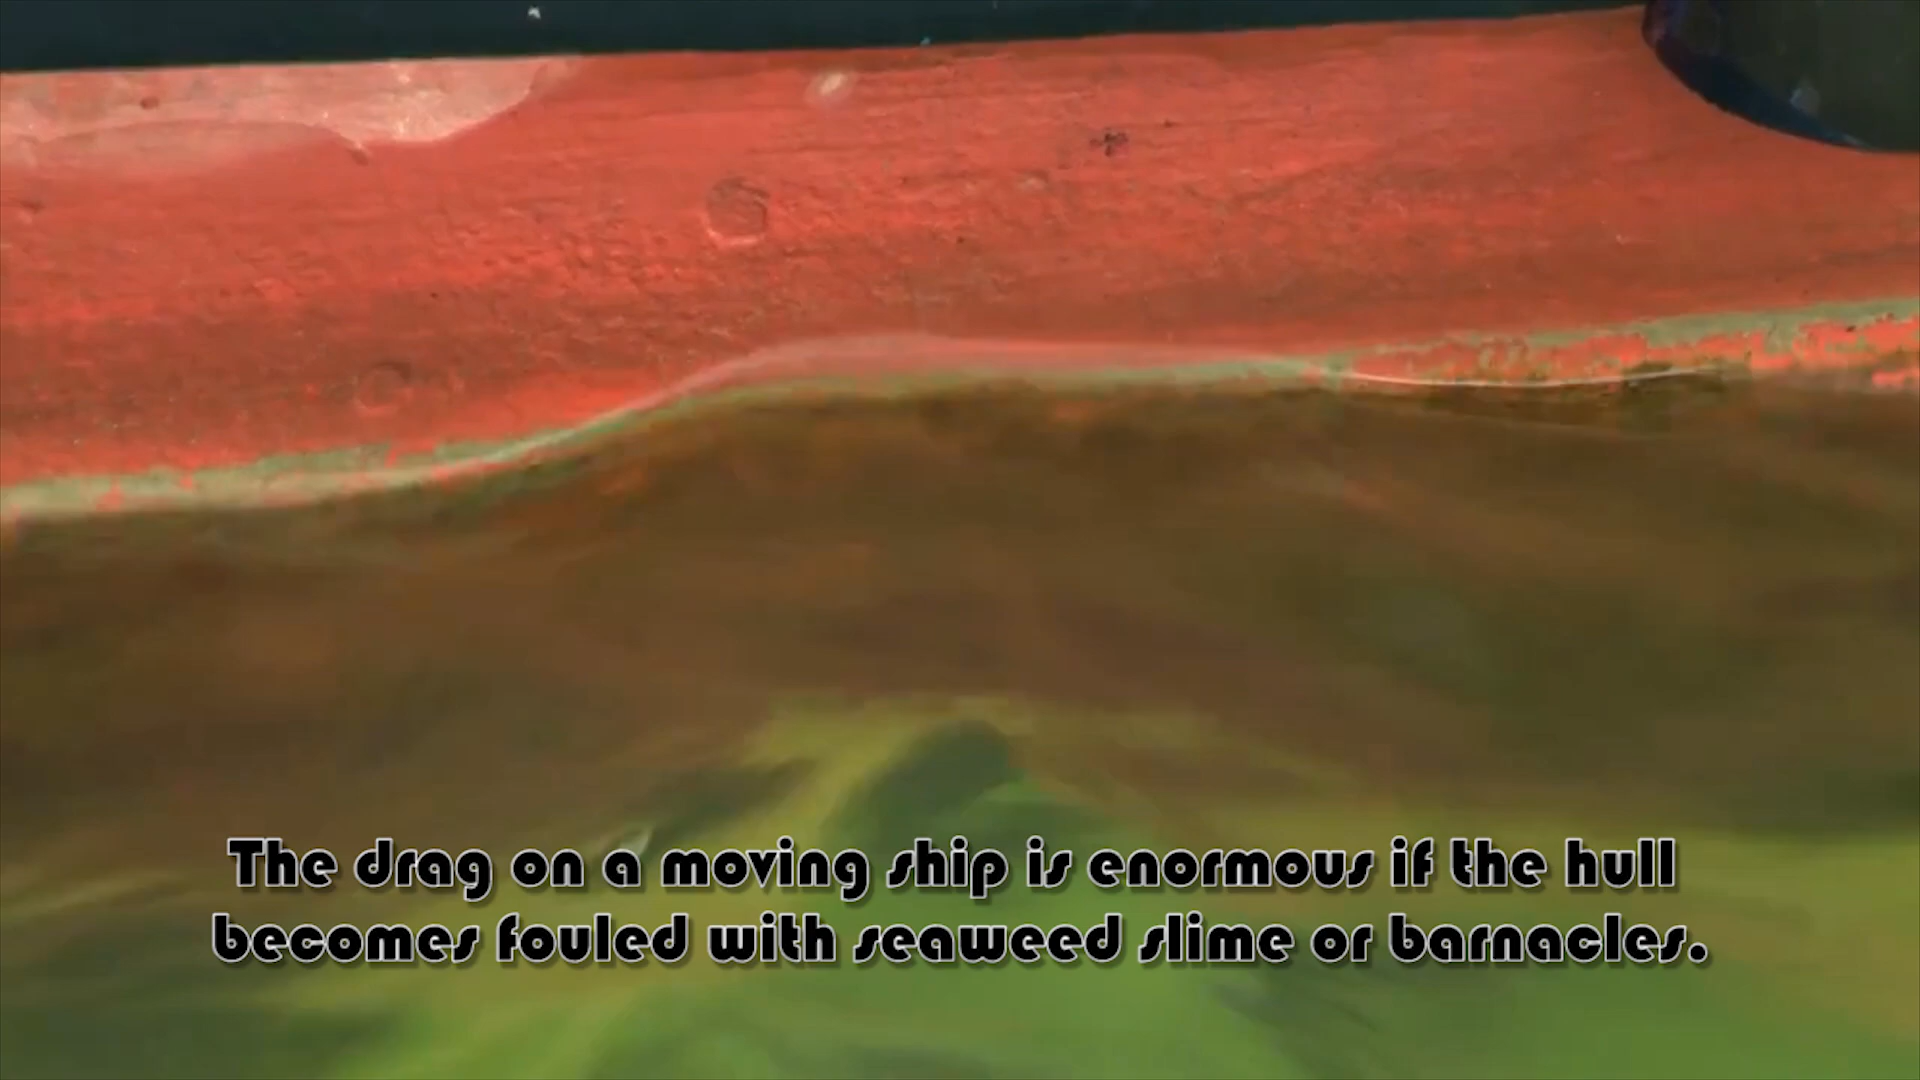 The drag on a moving ship is enormous if the hull
becomes fouled with seaweed slime or barnacles.